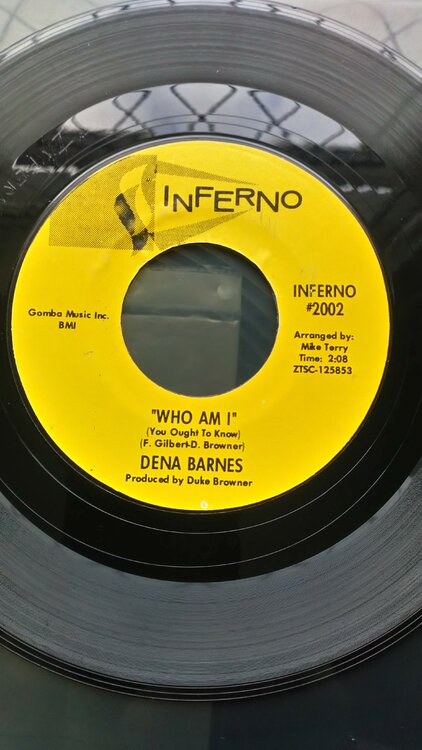 INFERNO
INFERNO
#2002
Gomba Music Inc.
BMI
Arranged by:
Mike Terry
Time: 2:08
ZTSC-125853
"WHO AM I"
(You Ought To Know)
(F. Gilbert-D. Browner)
DENA BARNES
Produced by Duke Browner